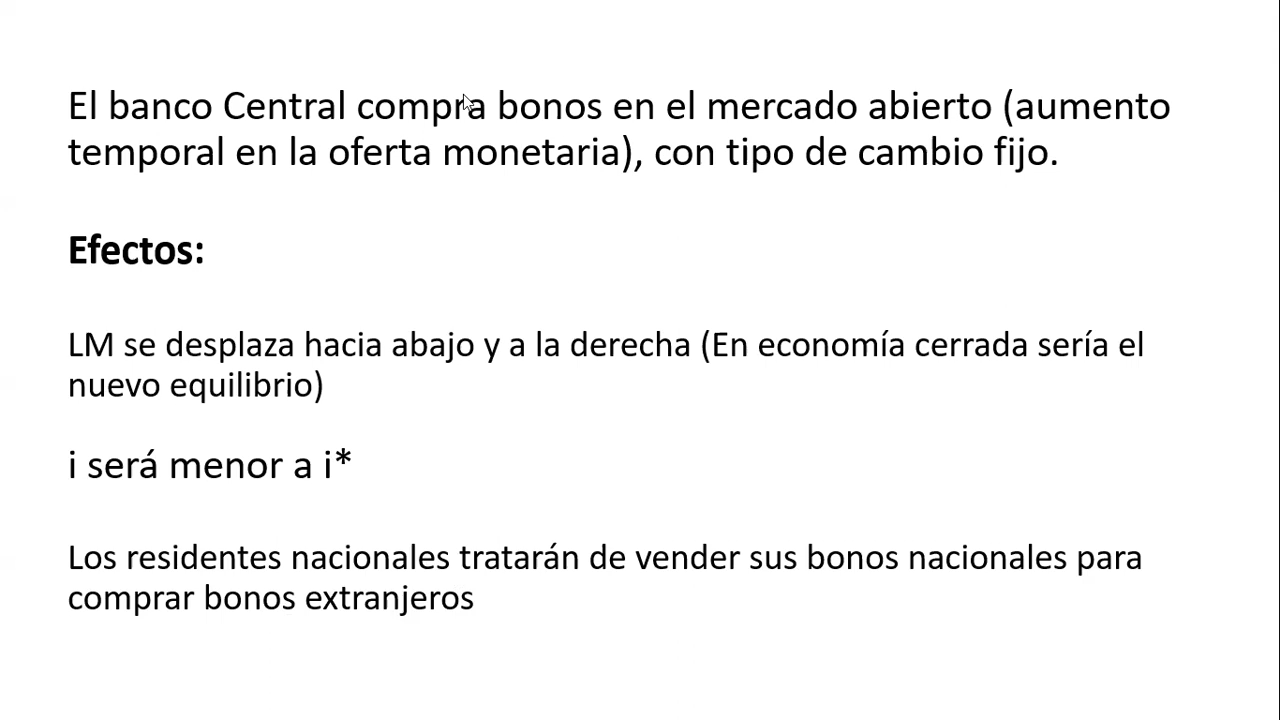 El banco Central compra bonos en el mercado abierto (aumento
temporal en la oferta monetaria), con tipo de cambio fijo.
Efectos:
LM se desplaza hacia abajo y a la derecha (En economía cerrada sería el
nuevo equilibrio)
i será menor a i*
Los residentes nacionales tratarán de vender sus bonos nacionales para
comprar bonos extranjeros